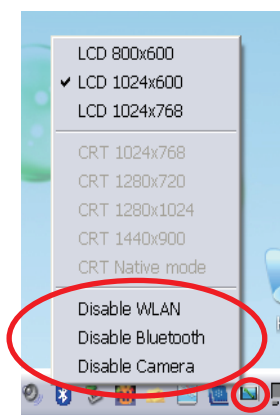 LCD 800x600
LCD 1024x600
LCD 1024x768
CRT 1024x768
CRT 1280x720
CRT 1280x1024
CRT 1440x900
CRT Native mode
Disable WLAN
Disable Bluetooth
Disable Camera